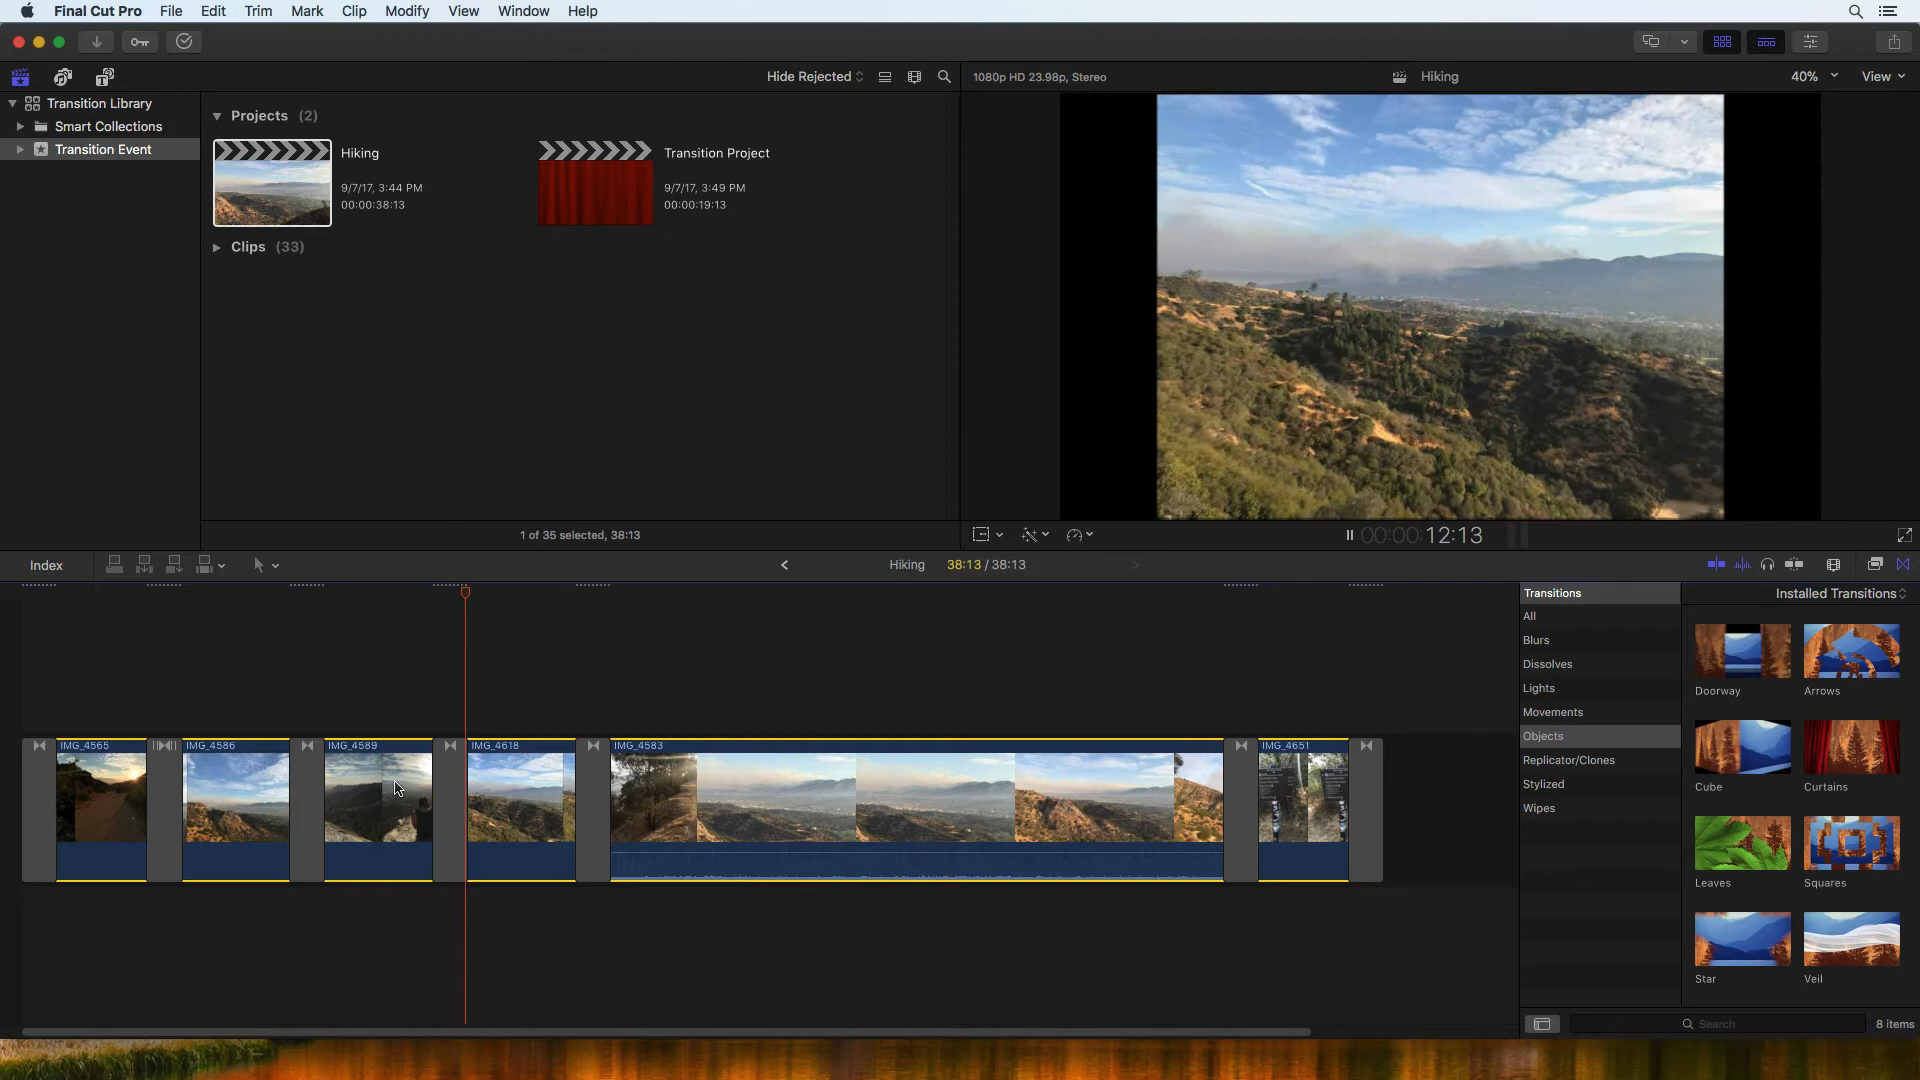 Final Cut Pro File Edit Trim Mark Clip Modify View Window Help
Hide Rejected
1080p HD 23.98p, Stereo
Hiking
40%
View
Transition Library
Smart Collections
Transition Event
Projects (2)
Hiking
9/7/17, 3:44 PM
00:00:38:13
Transition Project
9/7/17, 3:49 PM
00:00:19:13
Clips (33)
1 of 35 selected, 38:13
00:00:12:13
Index
Hiking
38:13 / 38:13
IMG_4565
IMG_4586
IMG_4589
IMG_4618
IMG_4583
IMG_4651
Transitions
All
Blurs
Dissolves
Lights
Movements
Objects
Replicator/Clones
Stylized
Wipes
Installed Transitions
Doorway
Arrows
Cube
Curtains
Leaves
Squares
Star
Veil
Search
8 items